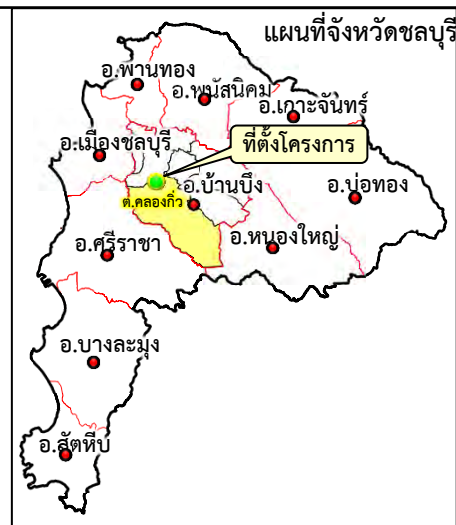 แผนที่จังหวัดชลบุรี
อ.พานทอง
อ.พนัสนิคม
อ.เกาะจันทร์
อ.เมืองชลบุรี
ที่ตั้งโครงการ
อ.บ้านบึง
อ.บ่อทอง
ต.คลองกิ่ว
อ.ศรีราชา
อ.หนองใหญ่
อ.บางละมุง
อ.สัตหีบ